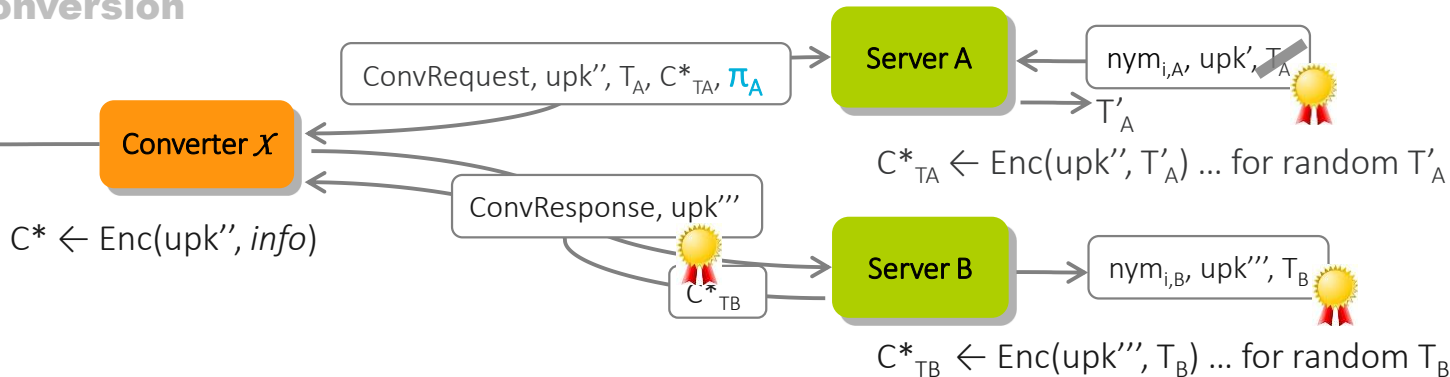 onversion
ConvRequest, upk'', T_A, C*_TA, π_A
Server A
nym_i,A, upk', T_A
T'_A
Converter 𝒳
C*_TA ← Enc(upk'', T'_A) ... for random T'_A
ConvResponse, upk'''
C* ← Enc(upk'', info)
Server B
nym_i,B, upk''', T_B
C*_TB
C*_TB ← Enc(upk''', T_B) ... for random T_B